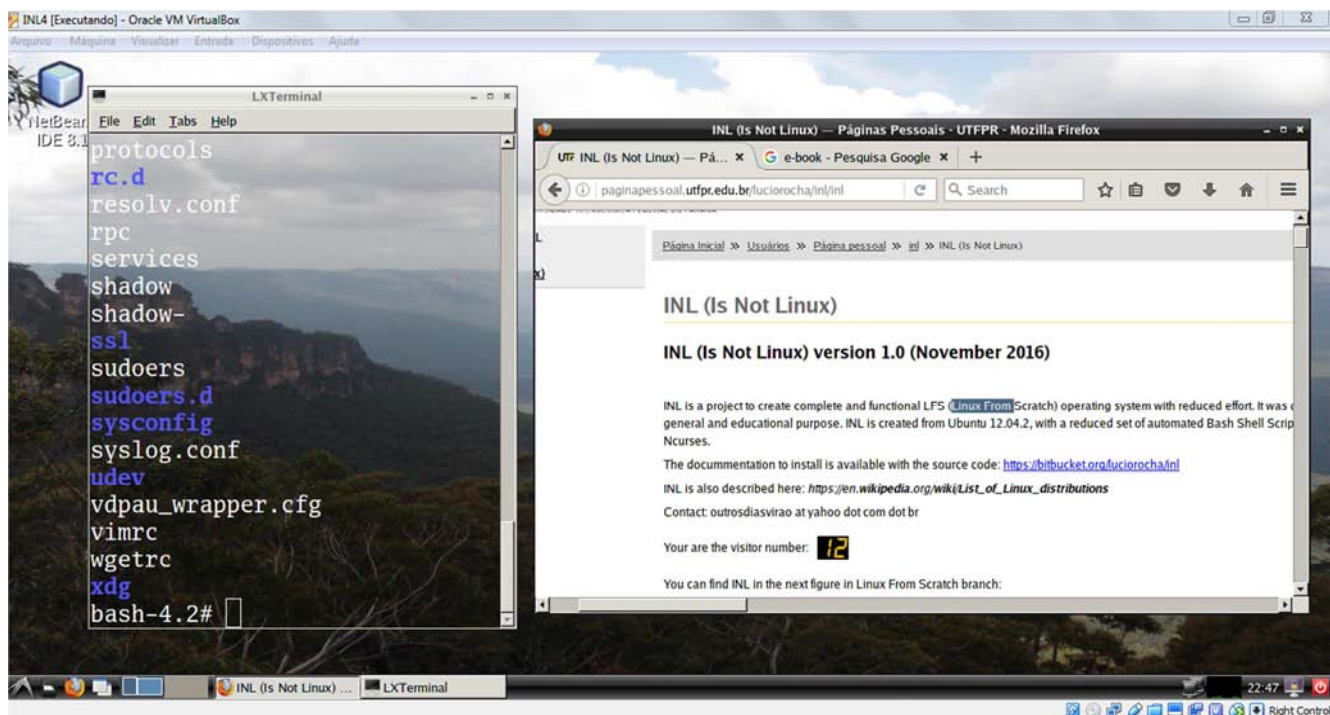 INL4 [Executando] - Oracle VM VirtualBox
Arquivo Máquina Visualizar Entrada Dispositivos Ajuda
NetBean
IDE 8.1
LXTerminal
File Edit Tabs Help
protocols
rc.d
resolv.conf
rpc
services
shadow
shadow-
ssl
sudoers
sudoers.d
sysconfig
syslog.conf
udev
vdpau_wrapper.cfg
vimrc
wgetrc
xdg
bash-4.2#
INL (Is Not Linux) — Páginas Pessoais - UTFPR - Mozilla Firefox
UTF INL (Is Not Linux) — Pá... × G e-book - Pesquisa Google × +
paginapessoal.utfpr.edu.br/luciorocha/inl/inl Search
L
x)
Página Inicial » Usuários » Página pessoal » inl » INL (Is Not Linux)
INL (Is Not Linux)
INL (Is Not Linux) version 1.0 (November 2016)
INL is a project to create complete and functional LFS (Linux From Scratch) operating system with reduced effort. It was
general and educational purpose. INL is created from Ubuntu 12.04.2, with a reduced set of automated Bash Shell Scrip
Ncurses.
The docummentation to install is available with the source code: https://bitbucket.org/luciorocha/inl
INL is also described here: https://en.wikipedia.org/wiki/List_of_Linux_distributions
Contact: outrosdiasvirao at yahoo dot com dot br
Your are the visitor number: 12
You can find INL in the next figure in Linux From Scratch branch:
INL (Is Not Linux) ... LXTerminal 22:47
Right Control